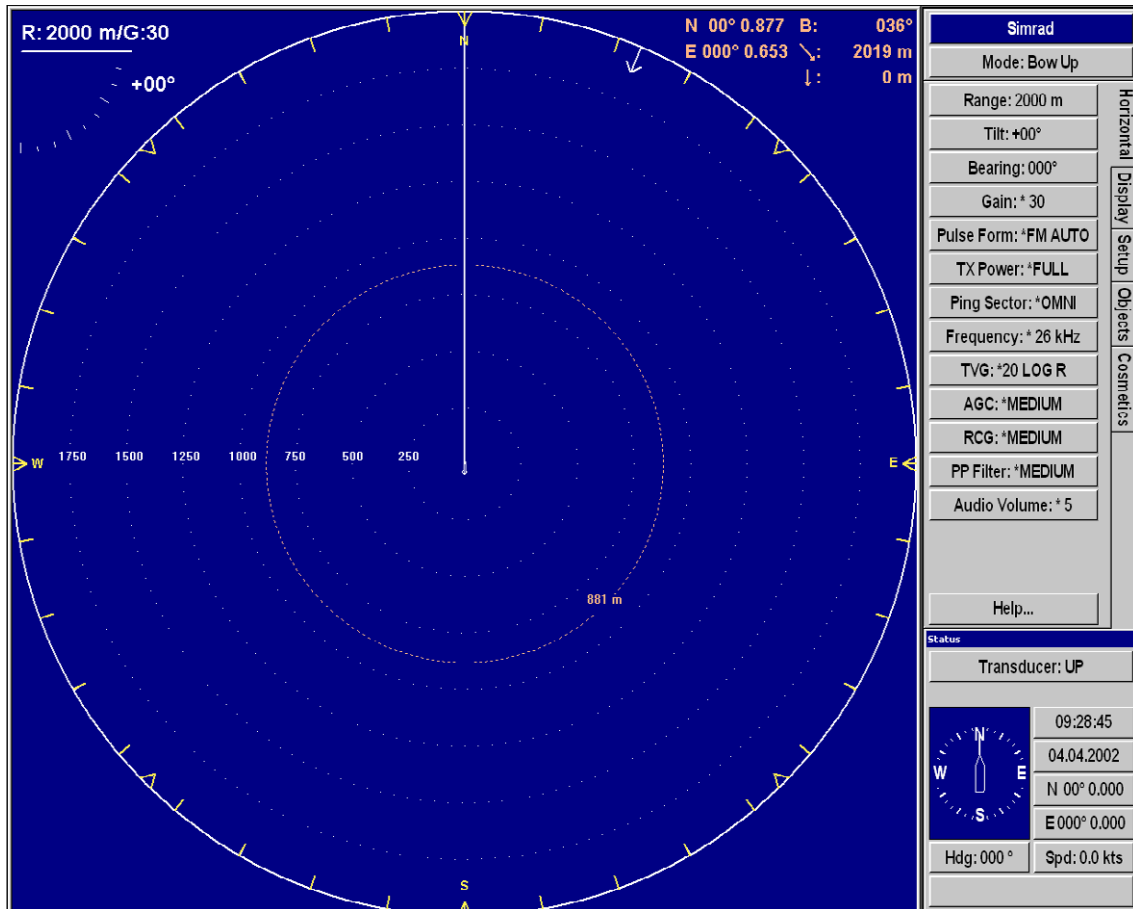 R: 2000 m/G:30
+00°
N 00° 0.877 B: 036°
E 000° 0.653 ↘: 2019 m
↓: 0 m
N
W 1750 1500 1250 1000 750 500 250 E
881 m
S
Simrad
Mode: Bow Up
Range: 2000 m
Tilt: +00°
Bearing: 000°
Gain: * 30
Pulse Form: *FM AUTO
TX Power: *FULL
Ping Sector: *OMNI
Frequency: * 26 kHz
TVG: *20 LOG R
AGC: *MEDIUM
RCG: *MEDIUM
PP Filter: *MEDIUM
Audio Volume: * 5
Help...
Horizontal
Display
Setup
Objects
Cosmetics
Status
Transducer: UP
N
W E
S
09:28:45
04.04.2002
N 00° 0.000
E 000° 0.000
Hdg: 000 ° Spd: 0.0 kts